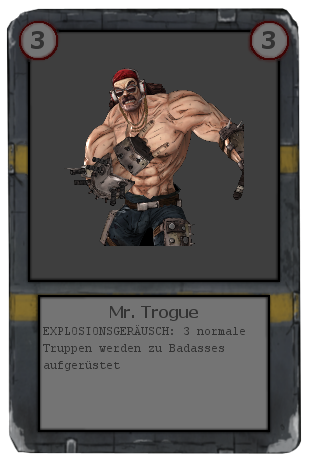 3 3
Mr. Trogue
EXPLOSIONSGERÄUSCH: 3 normale
Truppen werden zu Badasses
aufgerüstet